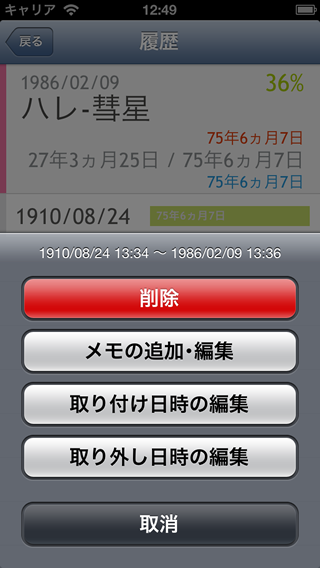 キャリア 12:49
戻る 履歴
1986/02/09 36%
ハレ-彗星
75年6ヵ月7日
27年3ヵ月25日 / 75年6ヵ月7日
75年6ヵ月7日
1910/08/24 75年6ヵ月7日
1910/08/24 13:34 〜 1986/02/09 13:36
削除
メモの追加・編集
取り付け日時の編集
取り外し日時の編集
取消